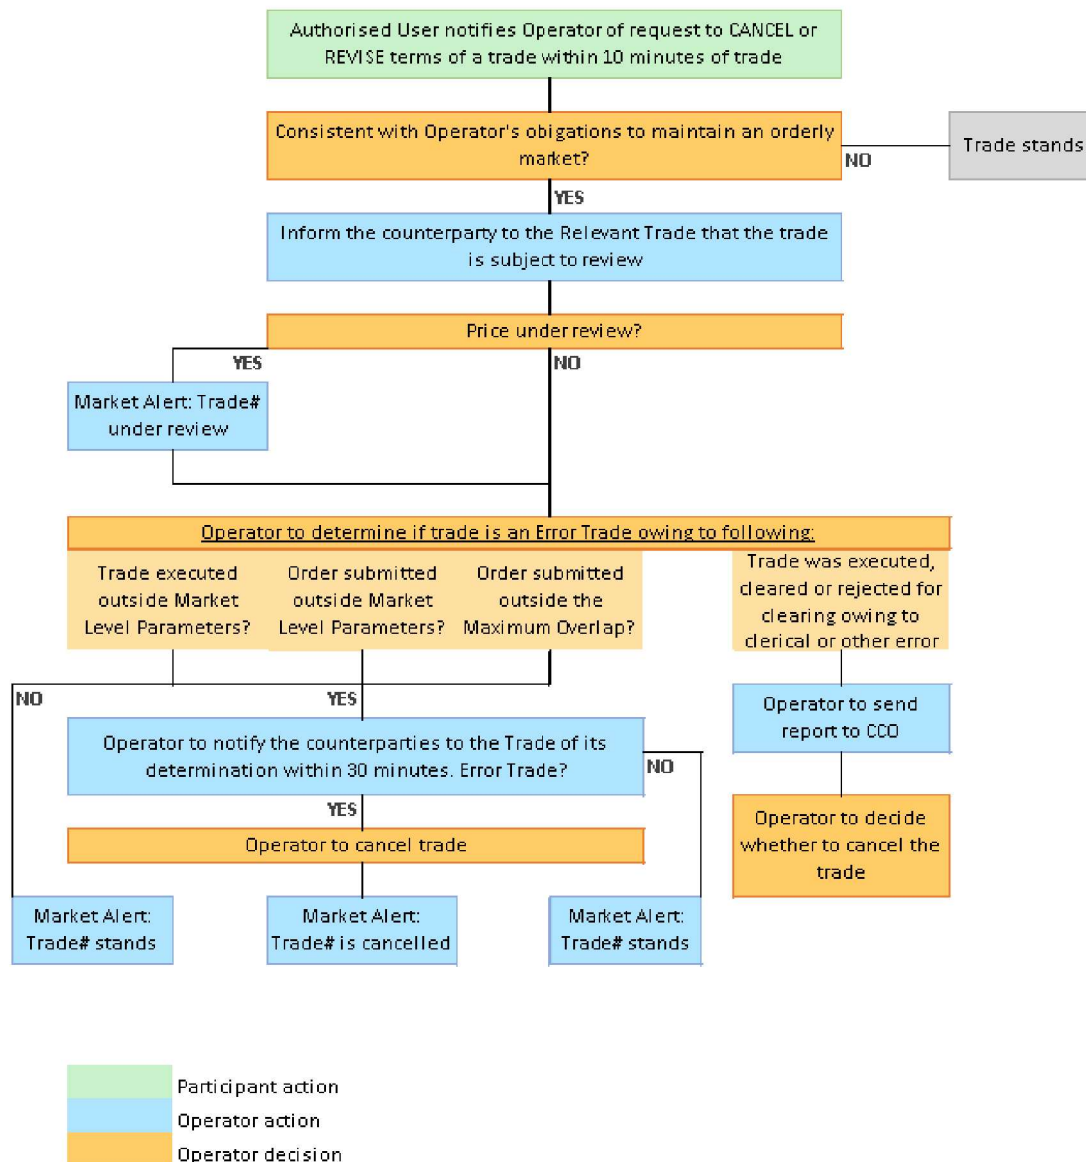 Authorised User notifies Operator of request to CANCEL or
REVISE terms of a trade within 10 minutes of trade
Consistent with Operator's obigations to maintain an orderly
market?
NO
Trade stands
YES
Inform the counterparty to the Relevant Trade that the trade
is subject to review
Price under review?
YES
NO
Market Alert: Trade#
under review
Operator to determine if trade is an Error Trade owing to following:
Trade executed
outside Market
Level Parameters?
Order submitted
outside Market
Level Parameters?
Order submitted
outside the
Maximum Overlap?
Trade was executed,
cleared or rejected for
clearing owing to
clerical or other error
NO
YES
Operator to send
report to CCO
Operator to notify the counterparties to the Trade of its
determination within 30 minutes. Error Trade?
NO
YES
Operator to decide
whether to cancel the
trade
Operator to cancel trade
Market Alert:
Trade# stands
Market Alert:
Trade# is cancelled
Market Alert:
Trade# stands
Participant action
Operator action
Operator decision